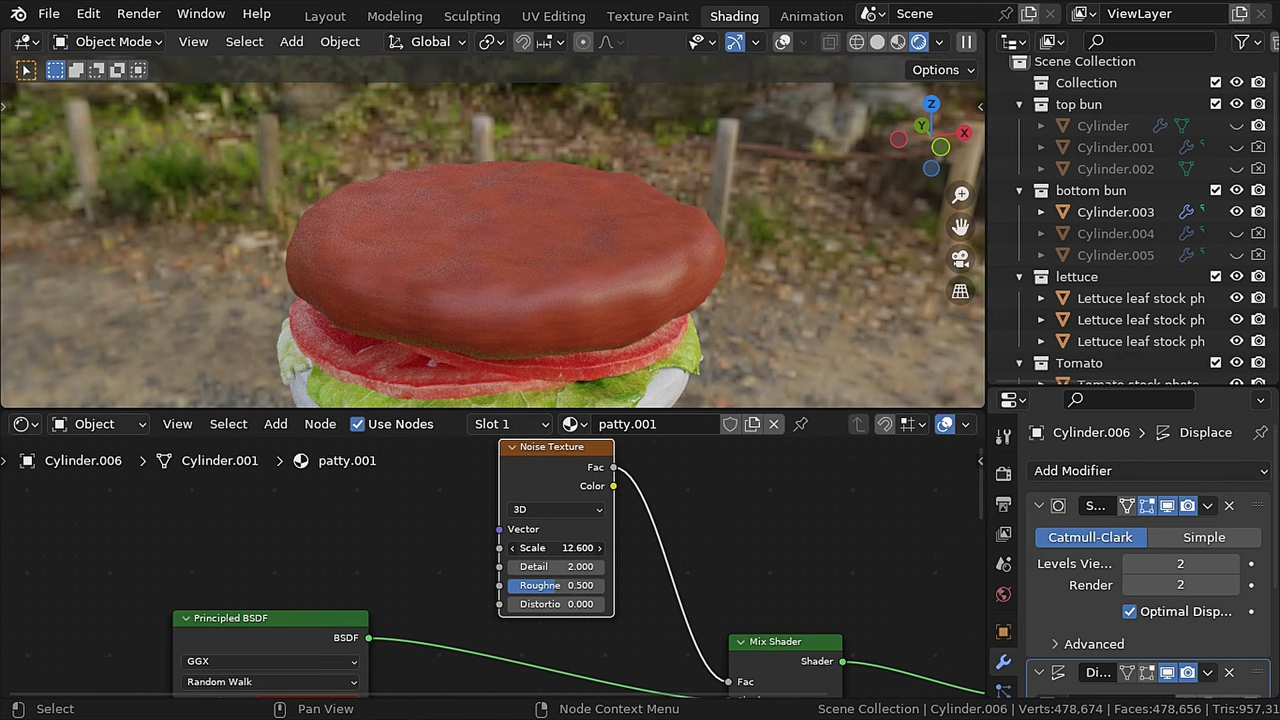 File Edit Render Window Help Layout Modeling Sculpting UV Editing Texture Paint Shading Animation Scene ViewLayer
Object Mode View Select Add Object Global
Options
Z
Y X
Scene Collection
Collection
top bun
Cylinder
Cylinder.001
Cylinder.002
bottom bun
Cylinder.003
Cylinder.004
Cylinder.005
lettuce
Lettuce leaf stock ph
Lettuce leaf stock ph
Lettuce leaf stock ph
Tomato
Tomato stock photo
Object View Select Add Node Use Nodes Slot 1 patty.001
Cylinder.006 Cylinder.001 patty.001
Noise Texture
Fac
Color
3D
Vector
Scale 12.600
Detail 2.000
Roughne 0.500
Distortio 0.000
Principled BSDF
BSDF
GGX
Random Walk
Mix Shader
Shader
Fac
Cylinder.006 Displace
Add Modifier
S...
Catmull-Clark Simple
Levels Vie... 2
Render 2
Optimal Disp...
Advanced
Di...
Select Pan View Node Context Menu Scene Collection | Cylinder.006 | Verts:478,674 | Faces:478,656 | Tris:957,31